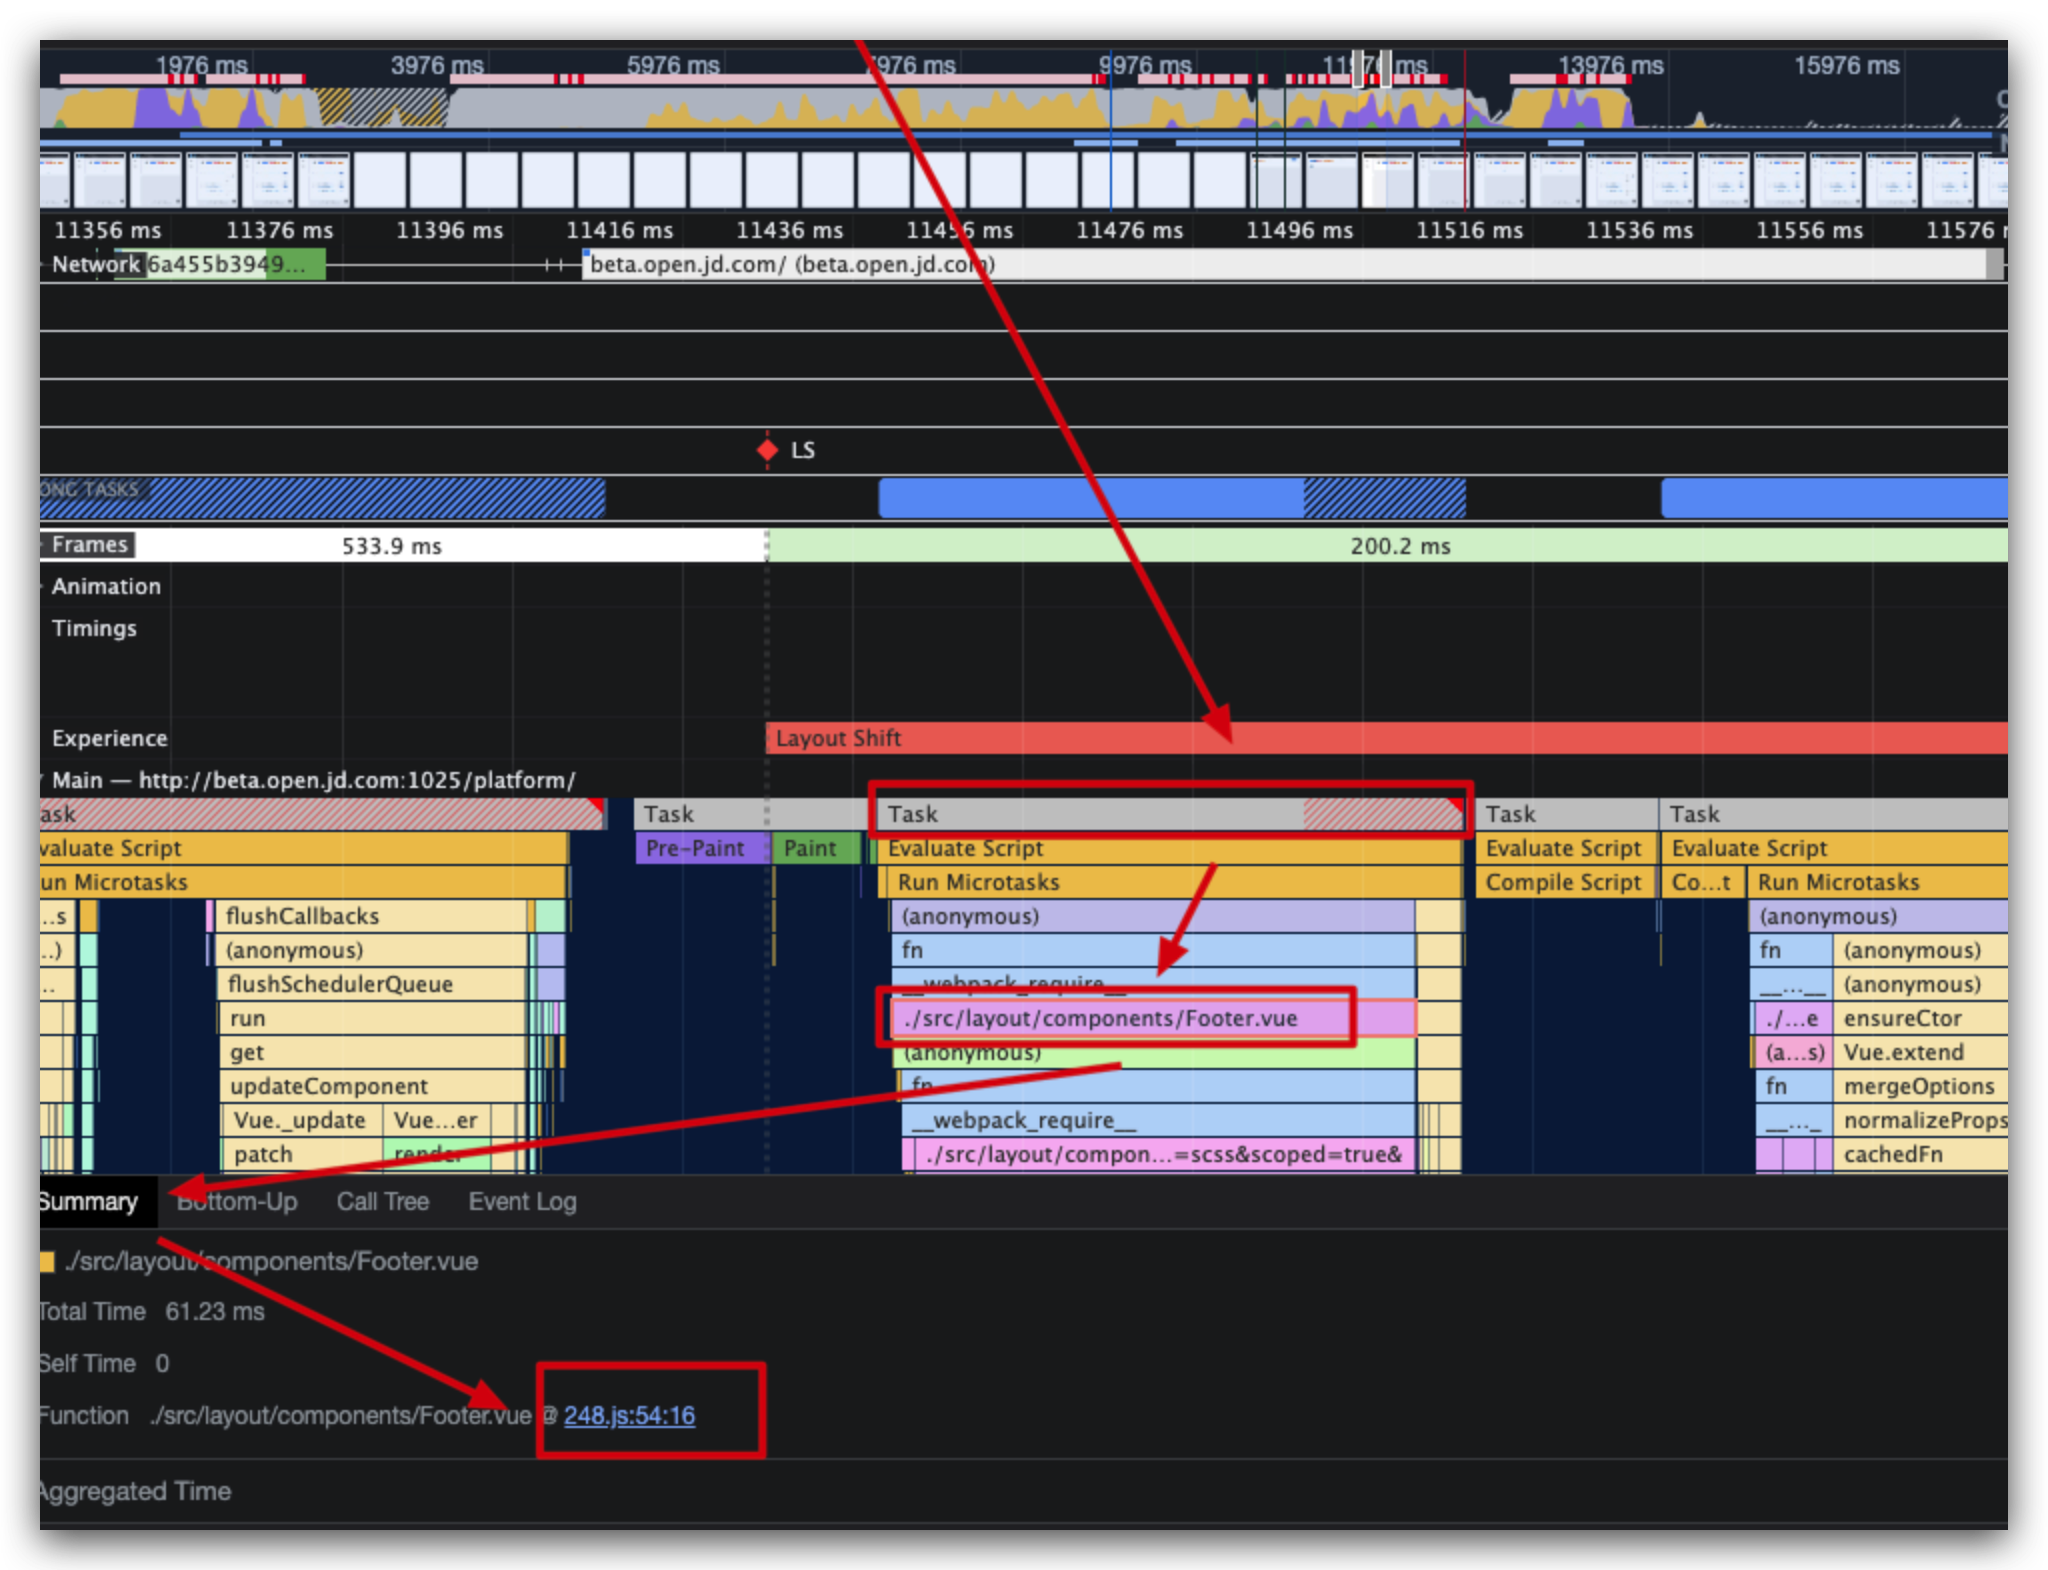 1976 ms 3976 ms 5976 ms 7976 ms 9976 ms 11976 ms 13976 ms 15976 ms
11356 ms 11376 ms 11396 ms 11416 ms 11436 ms 11456 ms 11476 ms 11496 ms 11516 ms 11536 ms 11556 ms 11576
Network 6a455b3949... beta.open.jd.com/ (beta.open.jd.com)
LS
ONG TASKS
Frames 533.9 ms 200.2 ms
Animation
Timings
Experience Layout Shift
Main — http://beta.open.jd.com:1025/platform/
ask Task Task Task Task
valuate Script Pre-Paint Paint Evaluate Script Evaluate Script Evaluate Script
un Microtasks Run Microtasks Compile Script Co...t Run Microtasks
...s flushCallbacks (anonymous) (anonymous)
...) (anonymous) fn fn (anonymous)
... flushSchedulerQueue __webpack_require__ __...__ (anonymous)
run ./src/layout/components/Footer.vue ./...e ensureCtor
get (anonymous) (a...s) Vue.extend
updateComponent fn fn mergeOptions
Vue._update Vue...er __webpack_require__ __..._ normalizeProps
patch render ./src/layout/compon...=scss&scoped=true& cachedFn
Summary Bottom-Up Call Tree Event Log
./src/layout/components/Footer.vue
Total Time 61.23 ms
Self Time 0
Function ./src/layout/components/Footer.vue @ 248.js:54:16
Aggregated Time